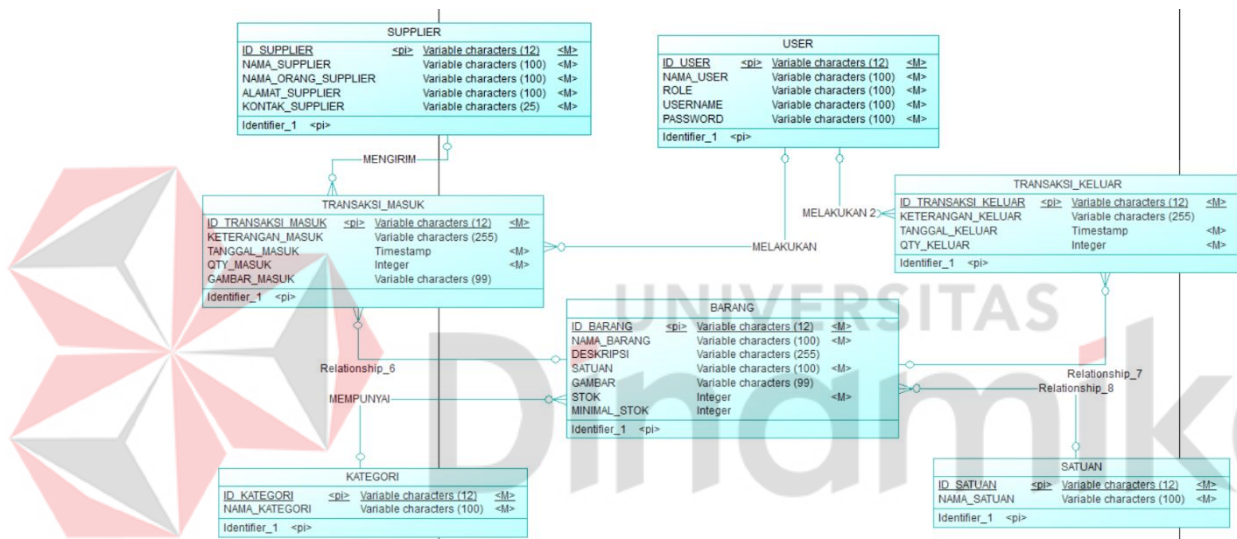 SUPPLIER
ID_SUPPLIER <pi> Variable characters (12) <M>
NAMA_SUPPLIER Variable characters (100) <M>
NAMA_ORANG_SUPPLIER Variable characters (100) <M>
ALAMAT_SUPPLIER Variable characters (100) <M>
KONTAK_SUPPLIER Variable characters (25) <M>
Identifier_1 <pi>
USER
ID_USER <pi> Variable characters (12) <M>
NAMA_USER Variable characters (100) <M>
ROLE Variable characters (100) <M>
USERNAME Variable characters (100) <M>
PASSWORD Variable characters (100) <M>
Identifier_1 <pi>
MENGIRIM
TRANSAKSI_MASUK
ID_TRANSAKSI_MASUK <pi> Variable characters (12) <M>
KETERANGAN_MASUK Variable characters (255)
TANGGAL_MASUK Timestamp <M>
QTY_MASUK Integer <M>
GAMBAR_MASUK Variable characters (99)
Identifier_1 <pi>
MELAKUKAN 2
MELAKUKAN
TRANSAKSI_KELUAR
ID_TRANSAKSI_KELUAR <pi> Variable characters (12) <M>
KETERANGAN_KELUAR Variable characters (255)
TANGGAL_KELUAR Timestamp <M>
QTY_KELUAR Integer <M>
Identifier_1 <pi>
UNIVERSITAS
Dinamika
BARANG
ID_BARANG <pi> Variable characters (12) <M>
NAMA_BARANG Variable characters (100) <M>
DESKRIPSI Variable characters (255)
SATUAN Variable characters (100) <M>
GAMBAR Variable characters (99)
STOK Integer <M>
MINIMAL_STOK Integer
Identifier_1 <pi>
Relationship_6
MEMPUNYAI
Relationship_7
Relationship_8
KATEGORI
ID_KATEGORI <pi> Variable characters (12) <M>
NAMA_KATEGORI Variable characters (100) <M>
Identifier_1 <pi>
SATUAN
ID_SATUAN <pi> Variable characters (12) <M>
NAMA_SATUAN Variable characters (100) <M>
Identifier_1 <pi>